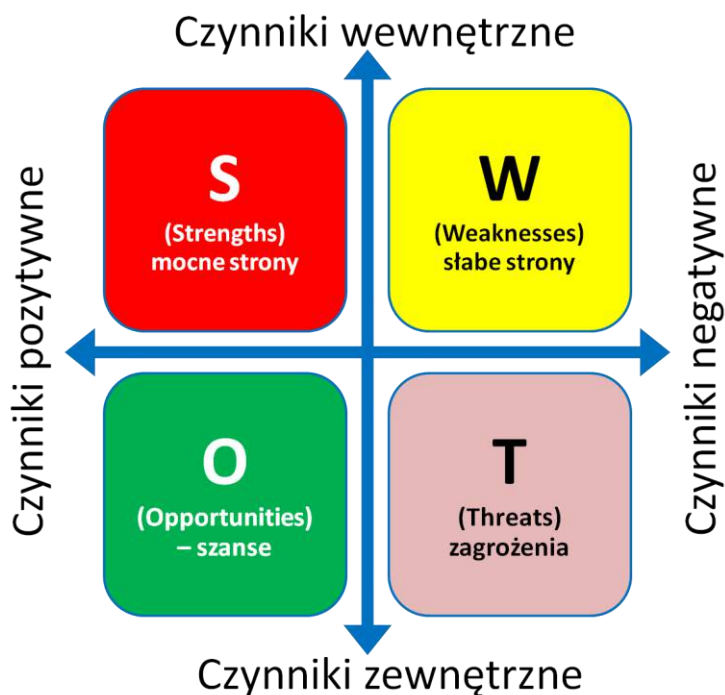 Czynniki wewnętrzne
Czynniki pozytywne
S
(Strengths)
mocne strony
W
(Weaknesses)
słabe strony
Czynniki negatywne
O
(Opportunities)
– szanse
T
(Threats)
zagrożenia
Czynniki zewnętrzne